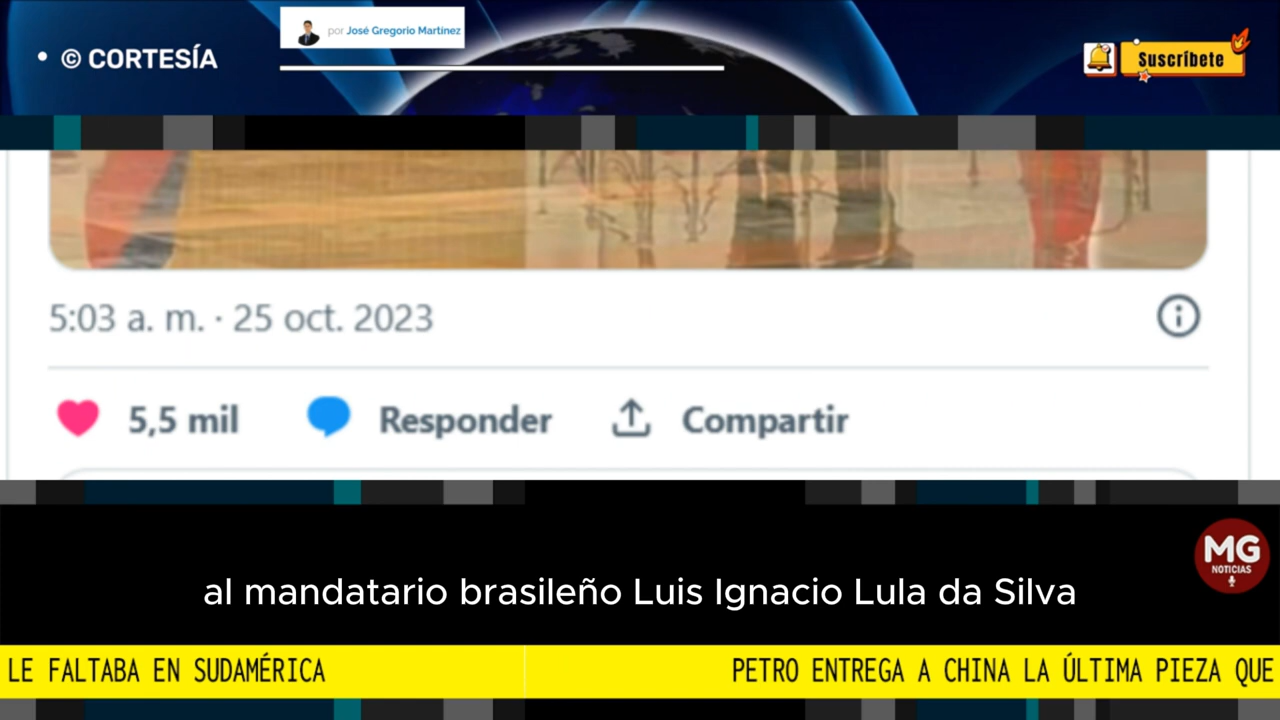 • © CORTESÍA
por José Gregorio Martínez
Suscríbete
5:03 a. m. · 25 oct. 2023
5,5 mil
Responder
Compartir
MG
NOTICIAS
al mandatario brasileño Luis Ignacio Lula da Silva
LE FALTABA EN SUDAMÉRICA
PETRO ENTREGA A CHINA LA ÚLTIMA PIEZA QUE